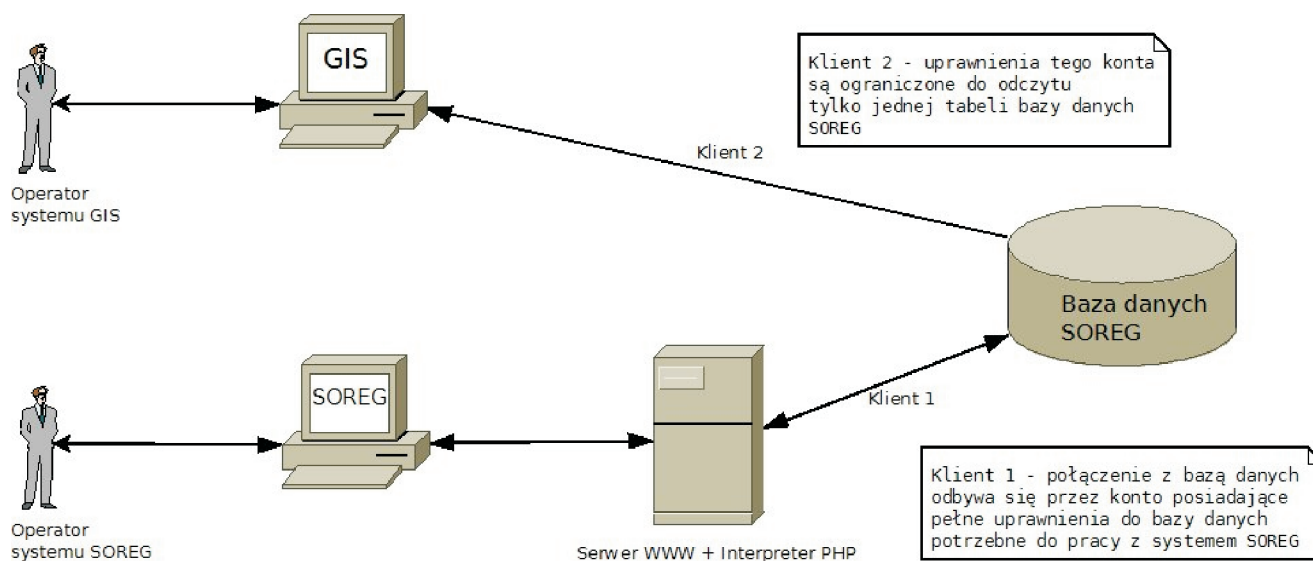 GIS
Klient 2 - uprawnienia tego konta
są ograniczone do odczytu
tylko jednej tabeli bazy danych
SOREG
Klient 2
Operator
systemu GIS
Baza danych
SOREG
SOREG
Klient 1
Operator
systemu SOREG
Serwer WWW + Interpreter PHP
Klient 1 - połączenie z bazą danych
odbywa się przez konto posiadające
pełne uprawnienia do bazy danych
potrzebne do pracy z systemem SOREG